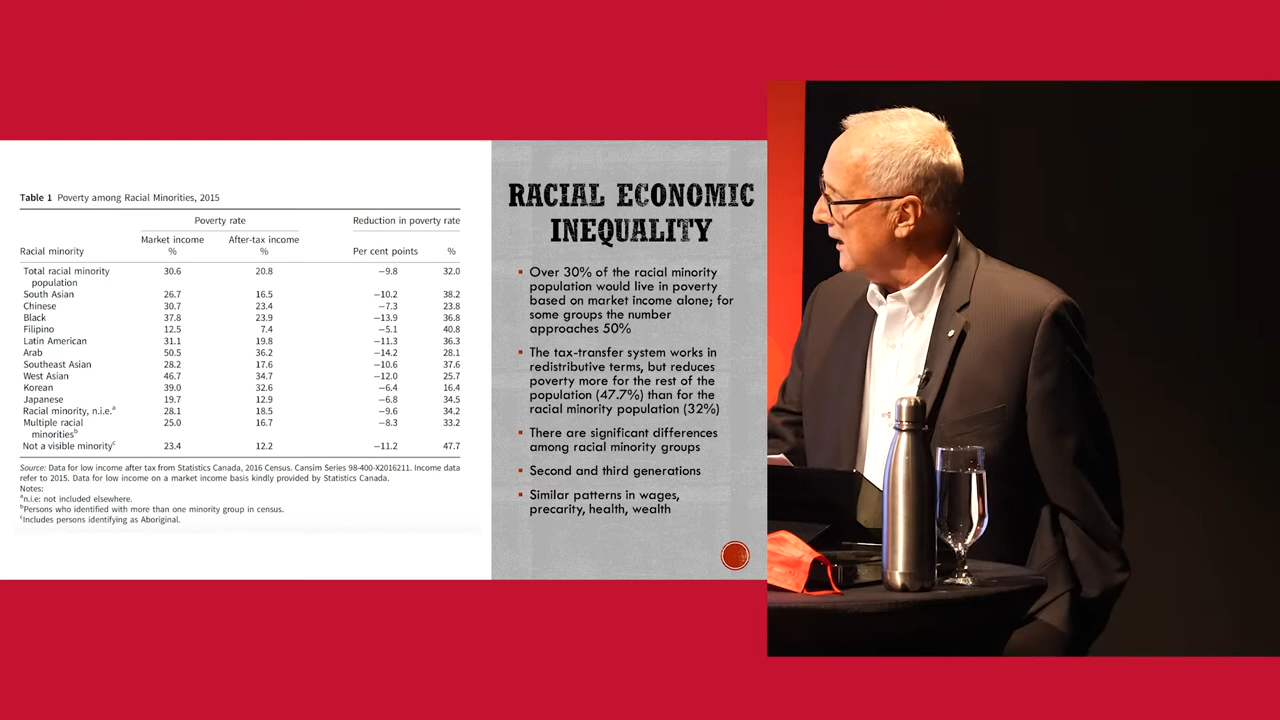 Table 1 Poverty among Racial Minorities, 2015
Poverty rate Reduction in poverty rate
Market income After-tax income
Racial minority % % Per cent points %
Total racial minority 30.6 20.8 −9.8 32.0
population
South Asian 26.7 16.5 −10.2 38.2
Chinese 30.7 23.4 −7.3 23.8
Black 37.8 23.9 −13.9 36.8
Filipino 12.5 7.4 −5.1 40.8
Latin American 31.1 19.8 −11.3 36.3
Arab 50.5 36.2 −14.2 28.1
Southeast Asian 28.2 17.6 −10.6 37.6
West Asian 46.7 34.7 −12.0 25.7
Korean 39.0 32.6 −6.4 16.4
Japanese 19.7 12.9 −6.8 34.5
Racial minority, n.i.e.a 28.1 18.5 −9.6 34.2
Multiple racial 25.0 16.7 −8.3 33.2
minoritiesb
Not a visible minorityc 23.4 12.2 −11.2 47.7
Source: Data for low income after tax from Statistics Canada, 2016 Census. Cansim Series 98-400-X2016211. Income data
refer to 2015. Data for low income on a market income basis kindly provided by Statistics Canada.
Notes:
an.i.e: not included elsewhere.
bPersons who identified with more than one minority group in census.
cIncludes persons identifying as Aboriginal.
RACIAL ECONOMIC
INEQUALITY
▪ Over 30% of the racial minority
population would live in poverty
based on market income alone; for
some groups the number
approaches 50%
▪ The tax-transfer system works in
redistributive terms, but reduces
poverty more for the rest of the
population (47.7%) than for the
racial minority population (32%)
▪ There are significant differences
among racial minority groups
▪ Second and third generations
▪ Similar patterns in wages,
precarity, health, wealth